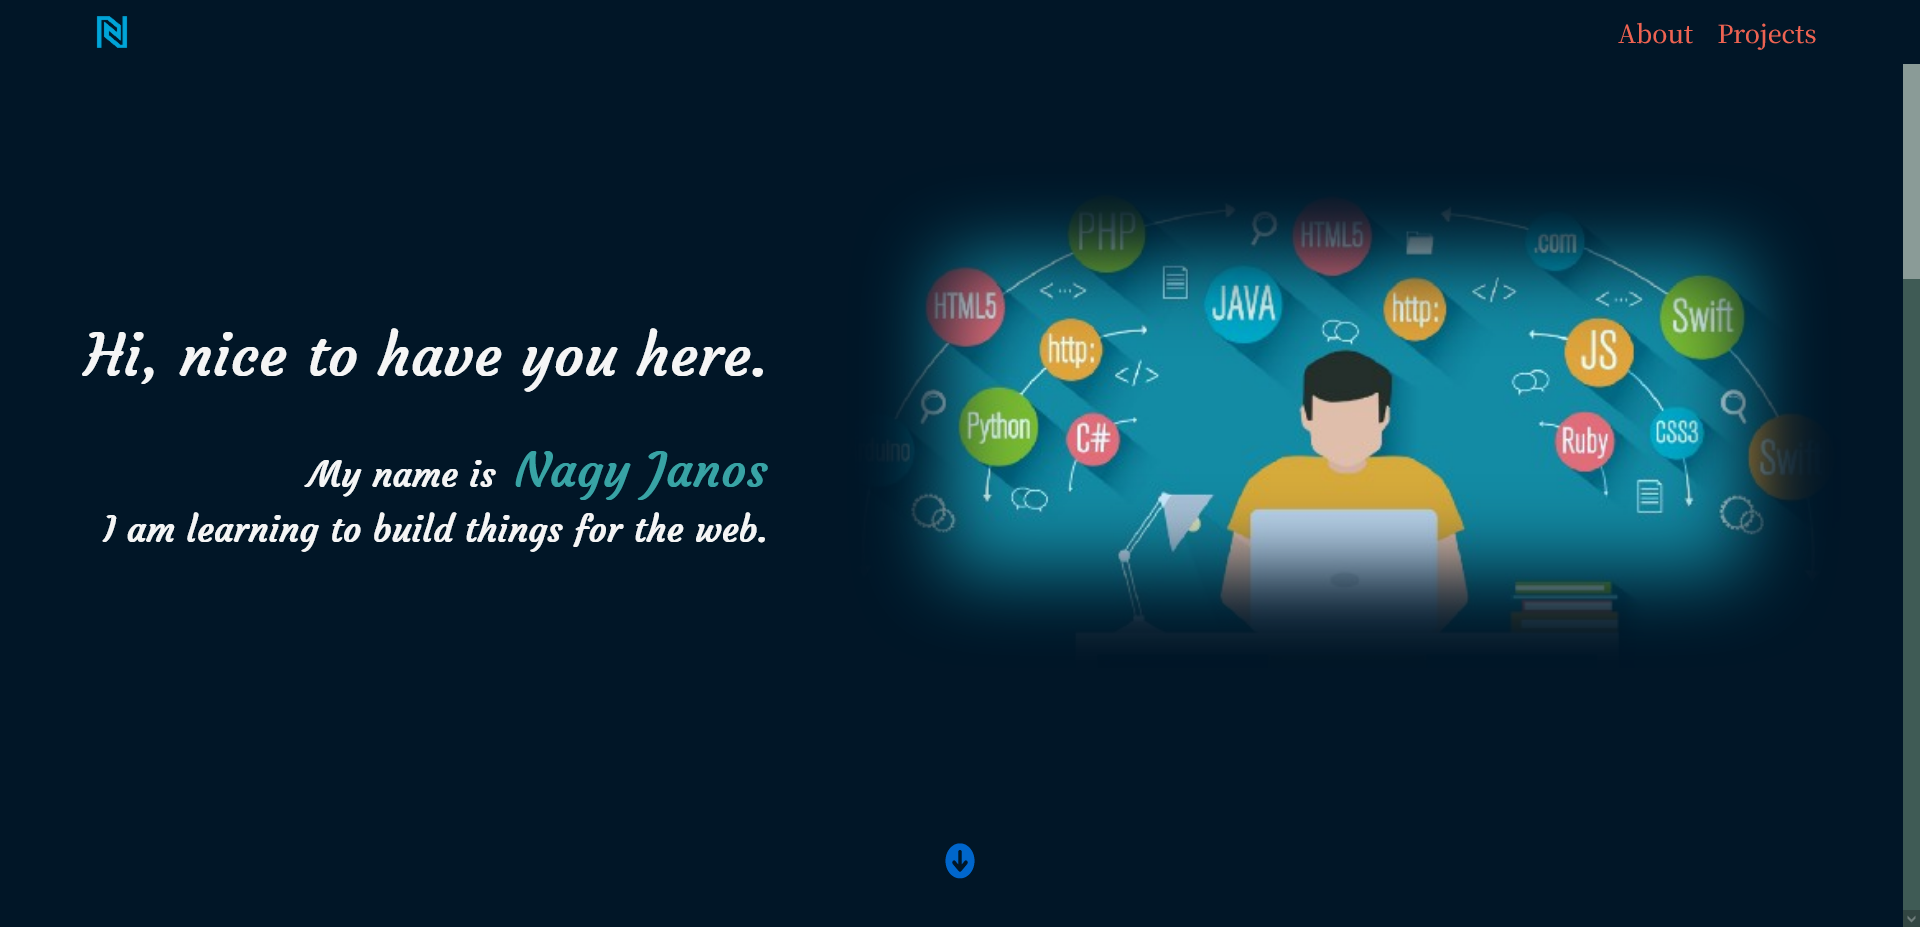 About Projects
Hi, nice to have you here.
My name is Nagy Janos
I am learning to build things for the web.
PHP
HTML5
.com
HTML5
JAVA
http:
</>
<...>
Swift
<...>
http:
JS
</>
Python
C#
Ruby
CSS3